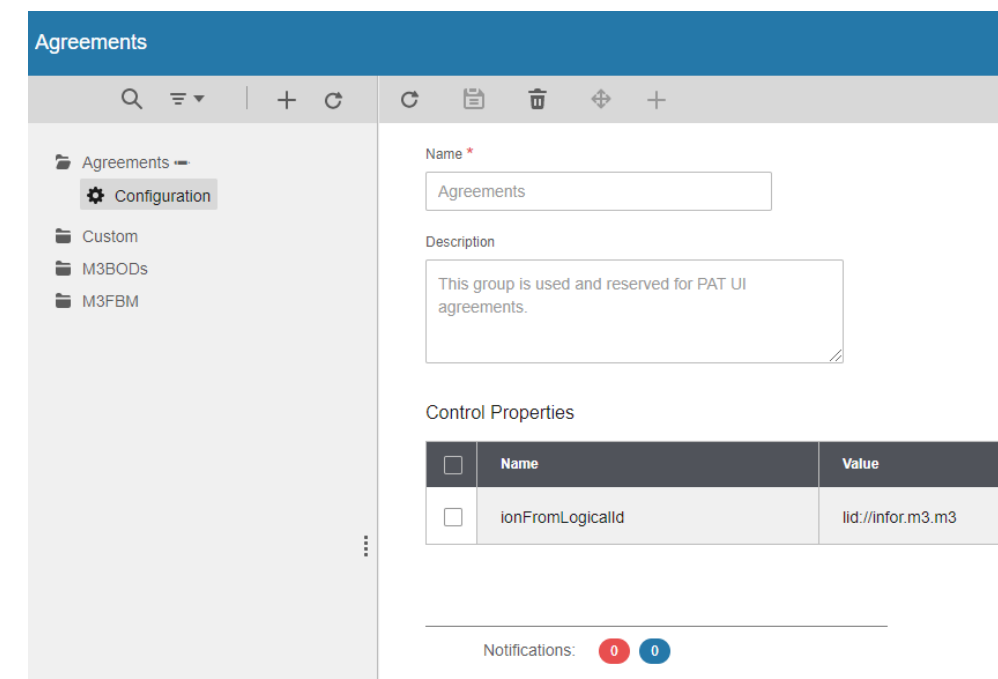 Agreements
Agreements
Configuration
Custom
M3BODs
M3FBM
Name *
Agreements
Description
This group is used and reserved for PAT UI
agreements.
Control Properties
Name Value
ionFromLogicalId lid://infor.m3.m3
Notifications: 0 0